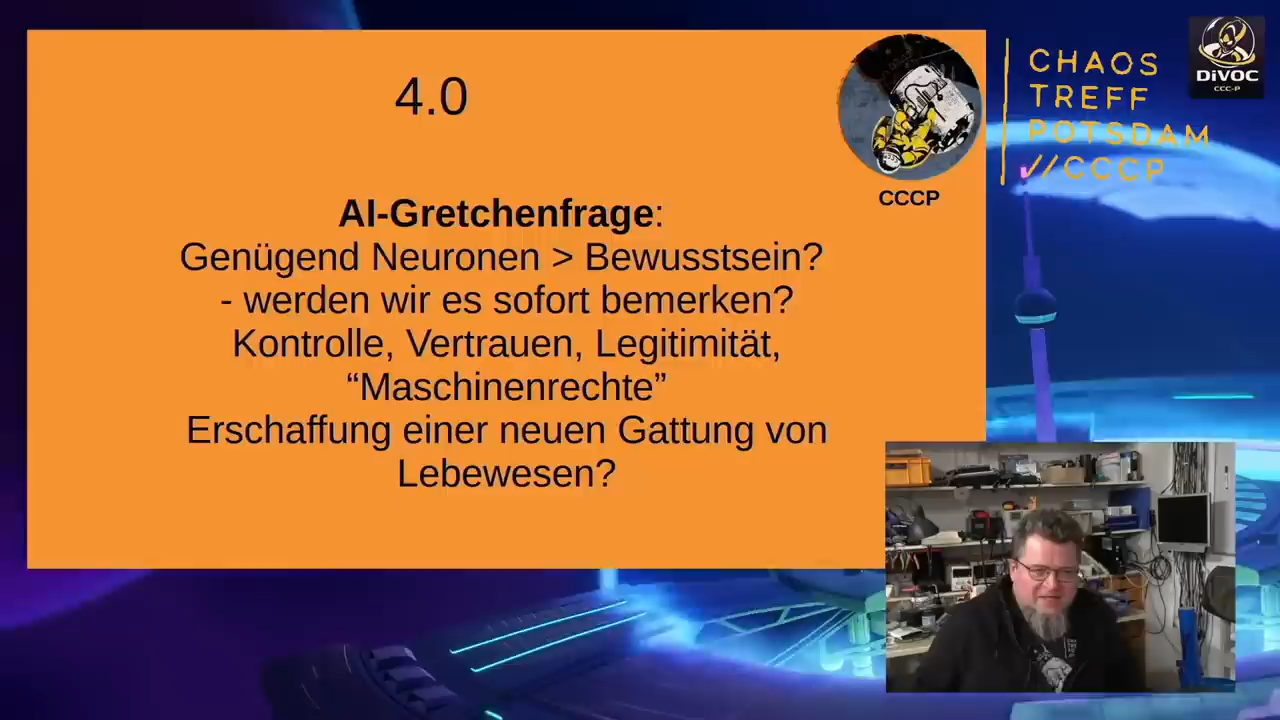 4.0
AI-Gretchenfrage:
Genügend Neuronen > Bewusstsein?
- werden wir es sofort bemerken?
Kontrolle, Vertrauen, Legitimität,
“Maschinenrechte”
Erschaffung einer neuen Gattung von
Lebewesen?
CCCP
CHAOS
TREFF
POTSDAM
//CCCP
DiVOC
CCC-P